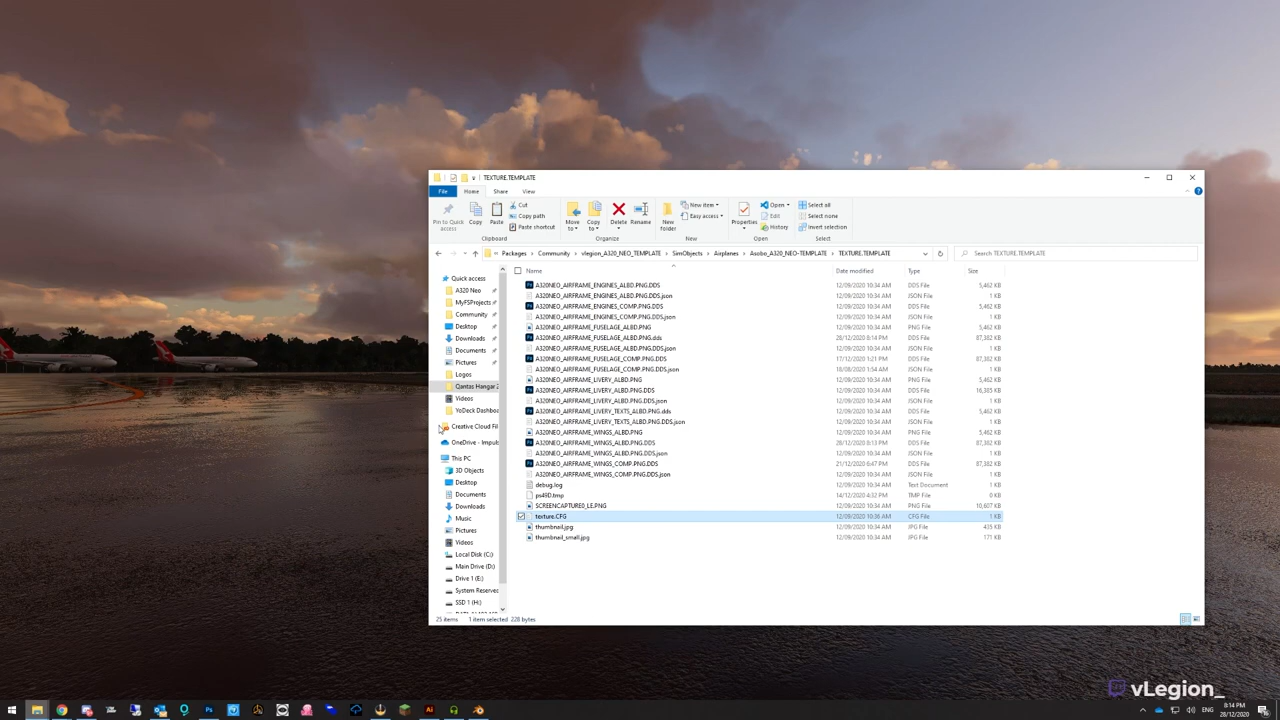 TEXTURE.TEMPLATE
File Home Share View
Pin to Quick access
Copy
Paste
Cut
Copy path
Paste shortcut
Move to
Copy to
Delete
Rename
New folder
New item
Easy access
Properties
Open
Edit
History
Select all
Select none
Invert selection
Clipboard Organize New Open Select
« Packages › Community › vlegion_A320_NEO_TEMPLATE › SimObjects › Airplanes › Asobo_A320_NEO-TEMPLATE › TEXTURE.TEMPLATE
Search TEXTURE.TEMPLATE
Name Date modified Type Size
Quick access
A320 Neo
MyFSProjects
Community
Desktop
Downloads
Documents
Pictures
Logos
Qantas Hangar 2
Videos
YoDeck Dashboa
Creative Cloud Fil
OneDrive - Impuls
This PC
3D Objects
Desktop
Documents
Downloads
Music
Pictures
Videos
Local Disk (C:)
Main Drive (D:)
Drive 1 (E:)
System Reserved
SSD 1 (H:)
A320NEO_AIRFRAME_ENGINES_ALBD.PNG.DDS 12/09/2020 10:34 AM DDS File 5,462 KB
A320NEO_AIRFRAME_ENGINES_ALBD.PNG.DDS.json 12/09/2020 10:34 AM JSON File 1 KB
A320NEO_AIRFRAME_ENGINES_COMP.PNG.DDS 12/09/2020 10:34 AM DDS File 5,462 KB
A320NEO_AIRFRAME_ENGINES_COMP.PNG.DDS.json 12/09/2020 10:34 AM JSON File 1 KB
A320NEO_AIRFRAME_FUSELAGE_ALBD.PNG 12/09/2020 10:34 AM PNG File 5,462 KB
A320NEO_AIRFRAME_FUSELAGE_ALBD.PNG.dds 28/12/2020 8:14 PM DDS File 87,382 KB
A320NEO_AIRFRAME_FUSELAGE_ALBD.PNG.DDS.json 12/09/2020 10:34 AM JSON File 1 KB
A320NEO_AIRFRAME_FUSELAGE_COMP.PNG.DDS 17/12/2020 1:21 PM DDS File 87,382 KB
A320NEO_AIRFRAME_FUSELAGE_COMP.PNG.DDS.json 18/08/2020 1:54 AM JSON File 1 KB
A320NEO_AIRFRAME_LIVERY_ALBD.PNG 12/09/2020 10:34 AM PNG File 5,462 KB
A320NEO_AIRFRAME_LIVERY_ALBD.PNG.DDS 12/09/2020 10:34 AM DDS File 16,385 KB
A320NEO_AIRFRAME_LIVERY_ALBD.PNG.DDS.json 12/09/2020 10:34 AM JSON File 1 KB
A320NEO_AIRFRAME_LIVERY_TEXTS_ALBD.PNG.dds 12/09/2020 10:34 AM DDS File 5,462 KB
A320NEO_AIRFRAME_LIVERY_TEXTS_ALBD.PNG.DDS.json 12/09/2020 10:34 AM JSON File 1 KB
A320NEO_AIRFRAME_WINGS_ALBD.PNG 12/09/2020 10:34 AM PNG File 5,462 KB
A320NEO_AIRFRAME_WINGS_ALBD.PNG.DDS 28/12/2020 8:13 PM DDS File 87,382 KB
A320NEO_AIRFRAME_WINGS_ALBD.PNG.DDS.json 12/09/2020 10:34 AM JSON File 1 KB
A320NEO_AIRFRAME_WINGS_COMP.PNG.DDS 21/12/2020 6:47 PM DDS File 87,382 KB
A320NEO_AIRFRAME_WINGS_COMP.PNG.DDS.json 12/09/2020 10:34 AM JSON File 1 KB
debug.log 12/09/2020 10:34 AM Text Document 0 KB
ps49D.tmp 14/12/2020 4:32 PM TMP File 0 KB
SCREENCAPTURE0_LE.PNG 12/09/2020 10:34 AM PNG File 10,607 KB
texture.CFG 12/09/2020 10:36 AM CFG File 1 KB
thumbnail.jpg 12/09/2020 10:34 AM JPG File 435 KB
thumbnail_small.jpg 12/09/2020 10:34 AM JPG File 171 KB
25 items 1 item selected 228 bytes
vLegion_
ENG
8:14 PM
28/12/2020